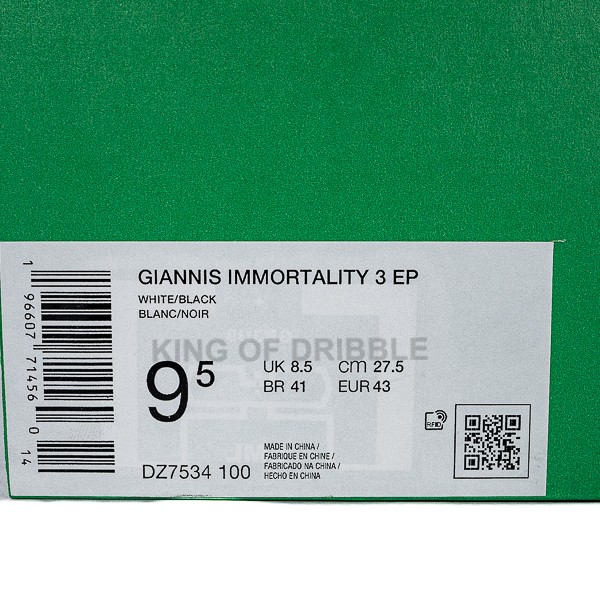 GIANNIS IMMORTALITY 3 EP
WHITE/BLACK
BLANC/NOIR
KING OF DRIBBLE
9⁵
UK 8.5 cm 27.5
BR 41 EUR 43
RFID
DZ7534 100
MADE IN CHINA /
FABRIQUE EN CHINE /
FABRICADO NA CHINA /
HECHO EN CHINA
1 96607 71456 0 14